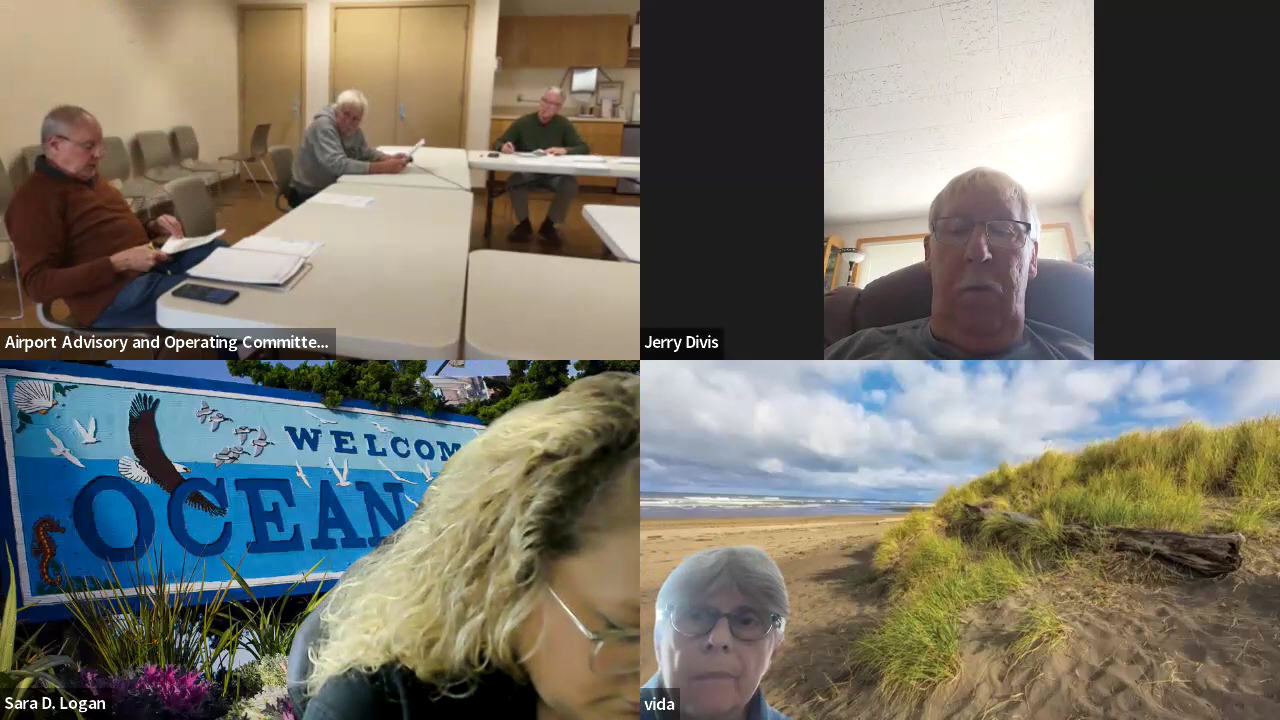 Airport Advisory and Operating Committe...
Jerry Divis
WELCOM
OCEAN
Sara D. Logan
vida